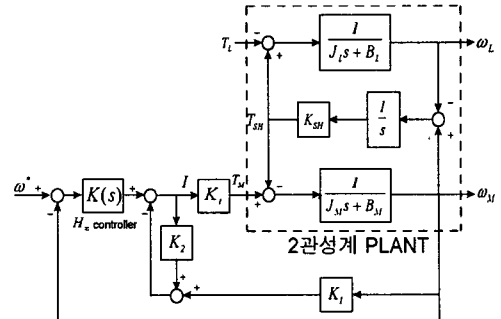 T_L - + 1 / (J_L s + B_L) ω_L
T_SH K_SH 1 / s - +
ω* + - K(s) + - I K_t T_M + - 1 / (J_M s + B_M) ω_M
H_∞ controller
K_2
2관성계 PLANT
+ + K_1